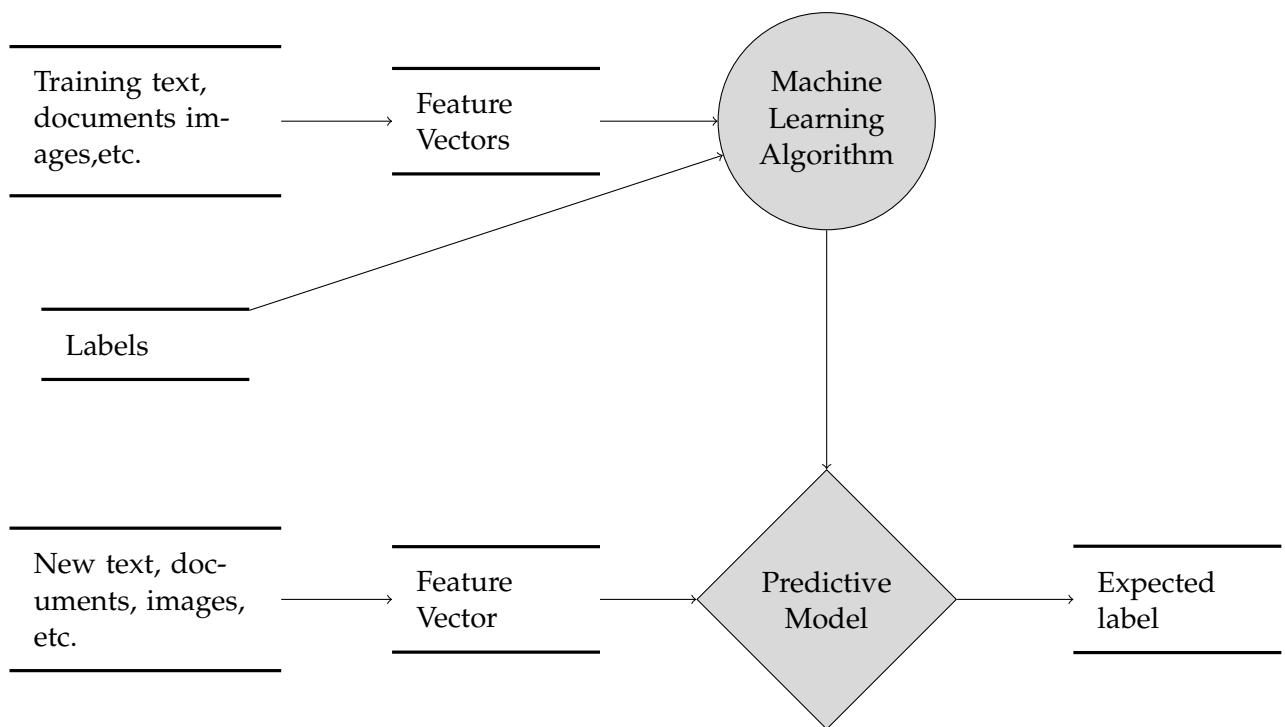 Training text,
documents im-
ages,etc.
Feature
Vectors
Machine
Learning
Algorithm
Labels
New text, doc-
uments, images,
etc.
Feature
Vector
Predictive
Model
Expected
label